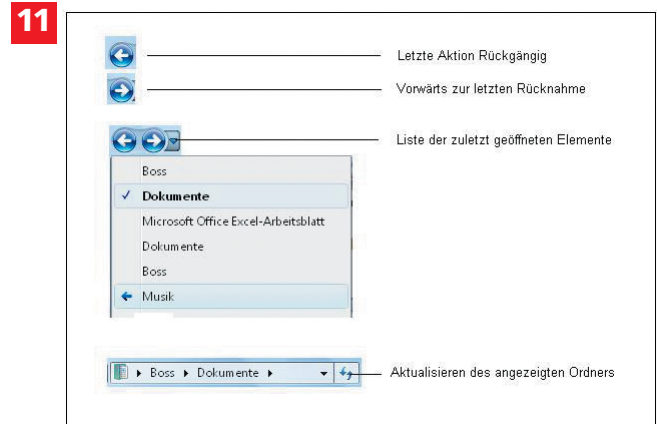 11
Letzte Aktion Rückgängig
Vorwärts zur letzten Rücknahme
Liste der zuletzt geöffneten Elemente
Boss
Dokumente
Microsoft Office Excel-Arbeitsblatt
Dokumente
Boss
Musik
Boss Dokumente
Aktualisieren des angezeigten Ordners